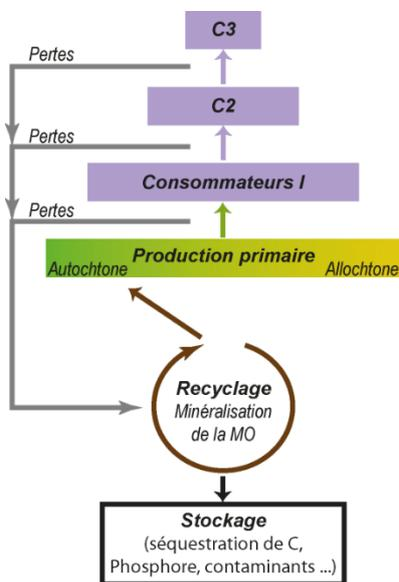 C3
Pertes
C2
Pertes
Consommateurs I
Pertes
Production primaire
Autochtone
Allochtone
Recyclage
Minéralisation
de la MO
Stockage
(séquestration de C,
Phosphore, contaminants ...)